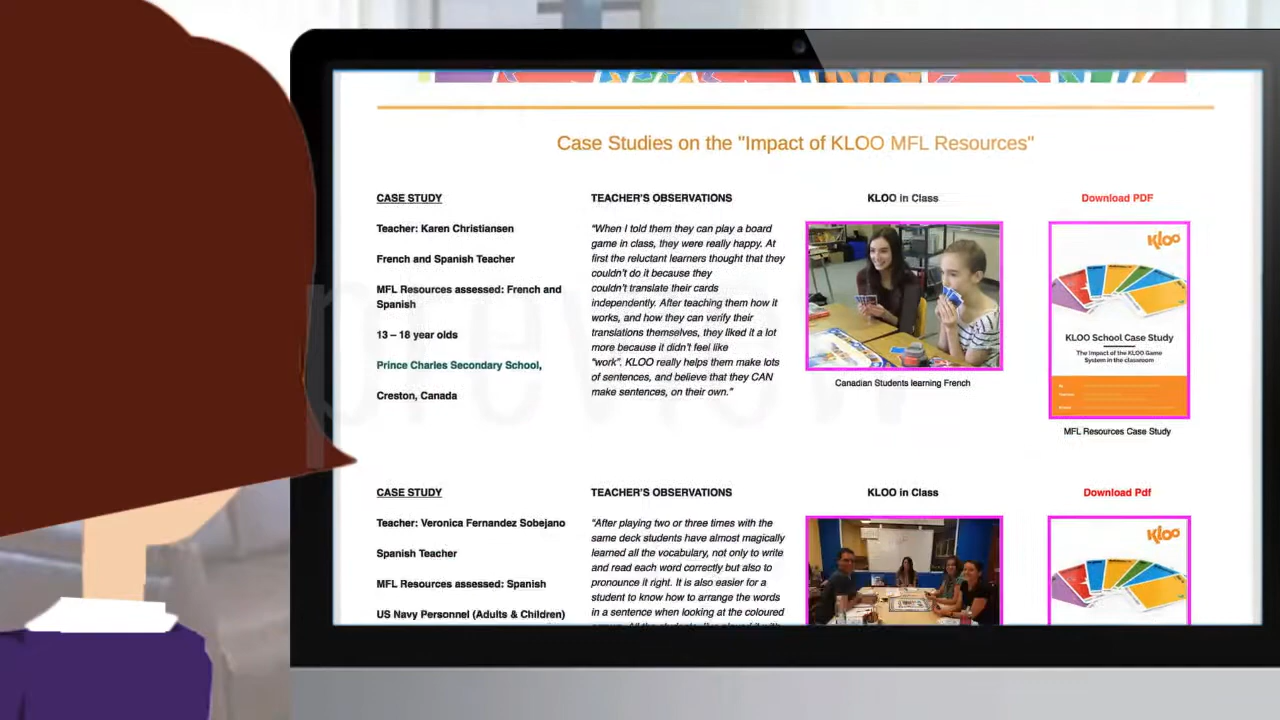 Case Studies on the "Impact of KLOO MFL Resources"
CASE STUDY
Teacher: Karen Christiansen
French and Spanish Teacher
MFL Resources assessed: French and
Spanish
13 – 18 year olds
Prince Charles Secondary School,
Creston, Canada
TEACHER'S OBSERVATIONS
"When I told them they can play a board
game in class, they were really happy. At
first the reluctant learners thought that they
couldn't do it because they
couldn't translate their cards
independently. After teaching them how it
works, and how they can verify their
translations themselves, they liked it a lot
more because it didn't feel like
"work". KLOO really helps them make lots
of sentences, and believe that they CAN
make sentences, on their own."
KLOO in Class
Canadian Students learning French
Download PDF
Kloo
KLOO School Case Study
The Impact of the KLOO Game
System in the classroom
MFL Resources Case Study
preview
CASE STUDY
Teacher: Veronica Fernandez Sobejano
Spanish Teacher
MFL Resources assessed: Spanish
US Navy Personnel (Adults & Children)
TEACHER'S OBSERVATIONS
"After playing two or three times with the
same deck students have almost magically
learned all the vocabulary, not only to write
and read each word correctly but also to
pronounce it right. It is also easier for a
student to know how to arrange the words
in a sentence when looking at the coloured
KLOO in Class
Download Pdf
Kloo